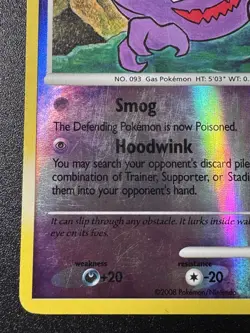 NO. 093 Gas Pokémon HT: 5'03" WT: 0.
Smog
The Defending Pokémon is now Poisoned.
Hoodwink
You may search your opponent's discard pile
combination of Trainer, Supporter, or Stadi
them into your opponent's hand.
It can slip through any obstacle. It lurks inside wal
eye on its foes.
weakness
resistance
+20
-20
©2008 Pokémon/Nintendo